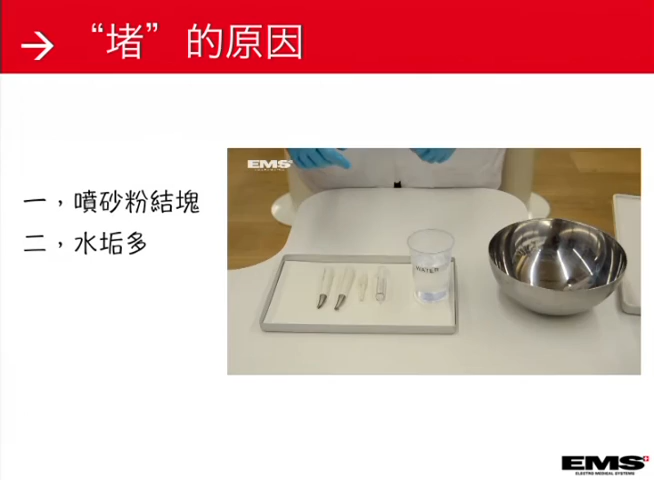 → “堵”的原因
一，噴砂粉結塊
二，水垢多
EMS
WATER
EMS
ELECTRO MEDICAL SYSTEMS